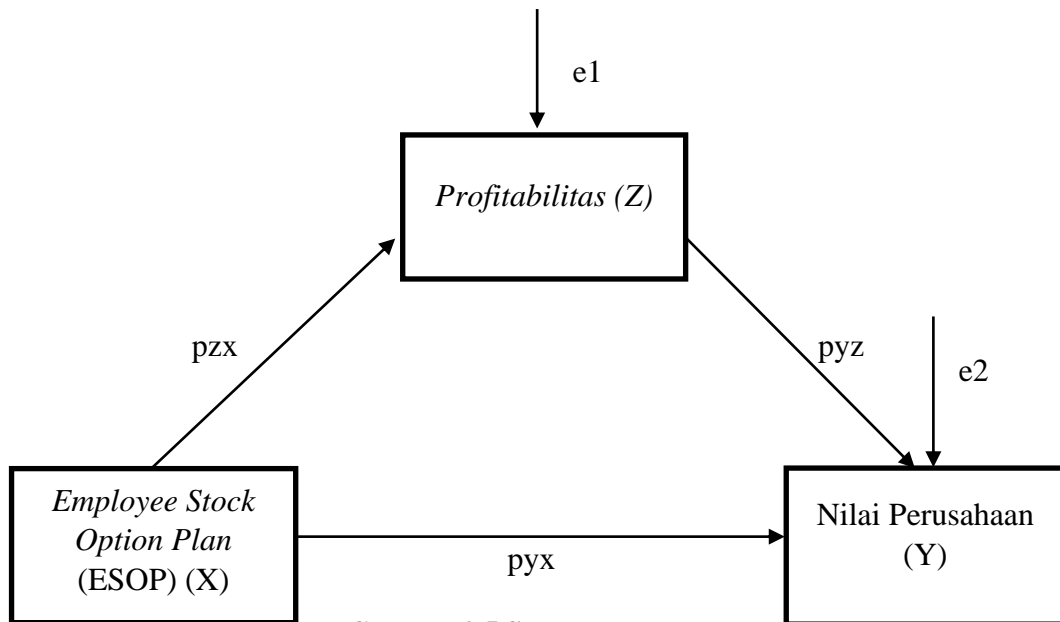 e1
Profitabilitas (Z)
pzx
pyz
e2
Employee Stock
Option Plan
(ESOP) (X)
pyx
Nilai Perusahaan
(Y)